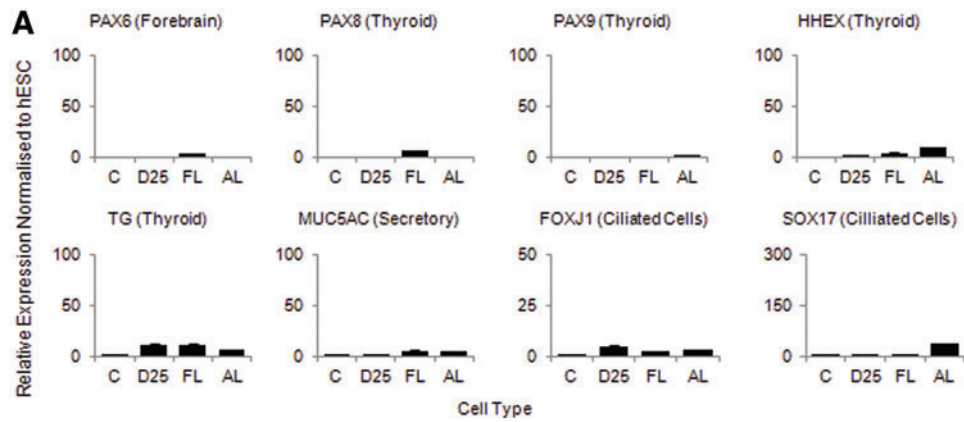 A
Relative Expression Normalised to hESC
PAX6 (Forebrain)
100
50
0
C D25 FL AL
PAX8 (Thyroid)
100
50
0
C D25 FL AL
PAX9 (Thyroid)
100
50
0
C D25 FL AL
HHEX (Thyroid)
100
50
0
C D25 FL AL
TG (Thyroid)
100
50
0
C D25 FL AL
MUC5AC (Secretory)
100
50
0
C D25 FL AL
FOXJ1 (Ciliated Cells)
50
25
0
C D25 FL AL
SOX17 (Cilliated Cells)
300
150
0
C D25 FL AL
Cell Type